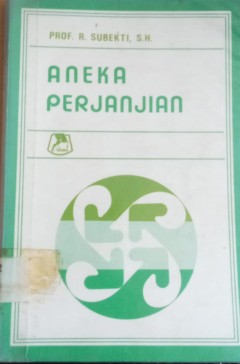 PROF. R. SUBEKTI, S.H.
ANEKA
PERJANJIAN